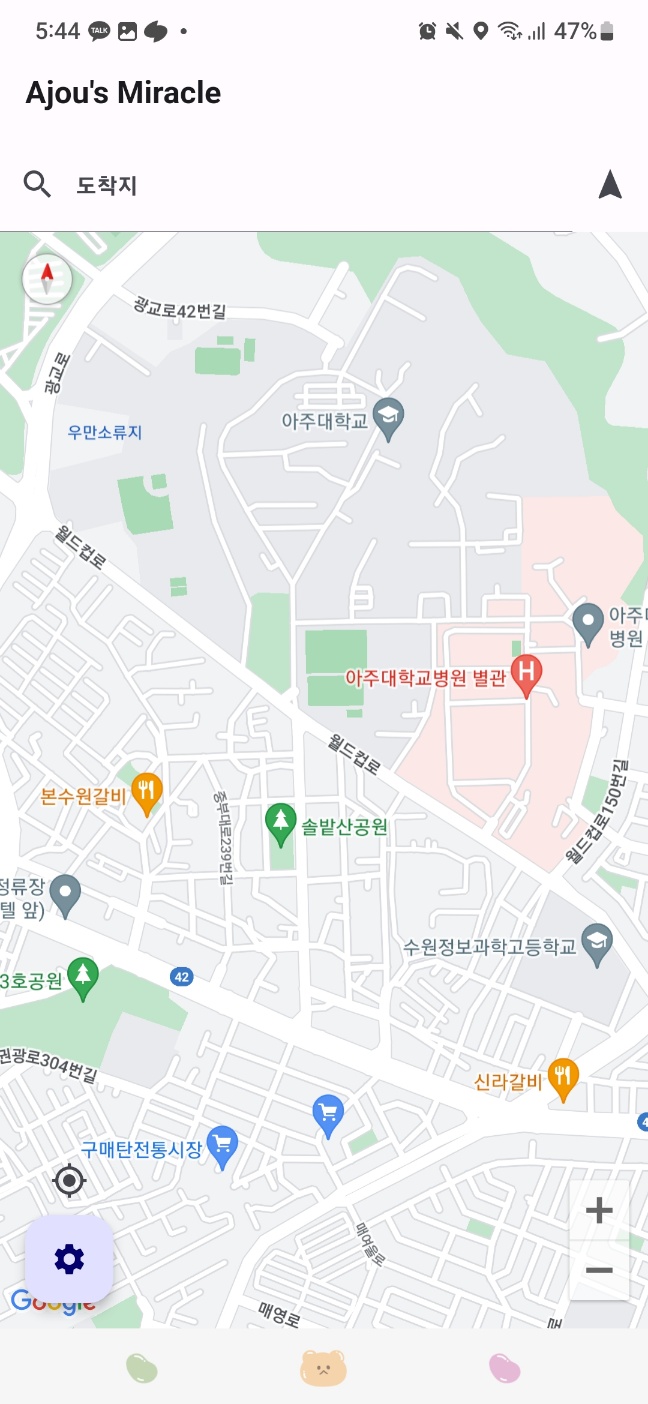 5:44
TALK
47%
Ajou's Miracle
도착지
광교로42번길
광교로
아주대학교
우만소류지
월드컵로
병원
아주대학교병원 별관
H
월드컵로
월드컵로150번길
본수원갈비
중부대로239번길
솔밭산공원
정류장
텔 앞)
수원정보과학고등학교
3호공원
42
권광로304번길
신라갈비
구매탄전통시장
매여울로
Google
매영로